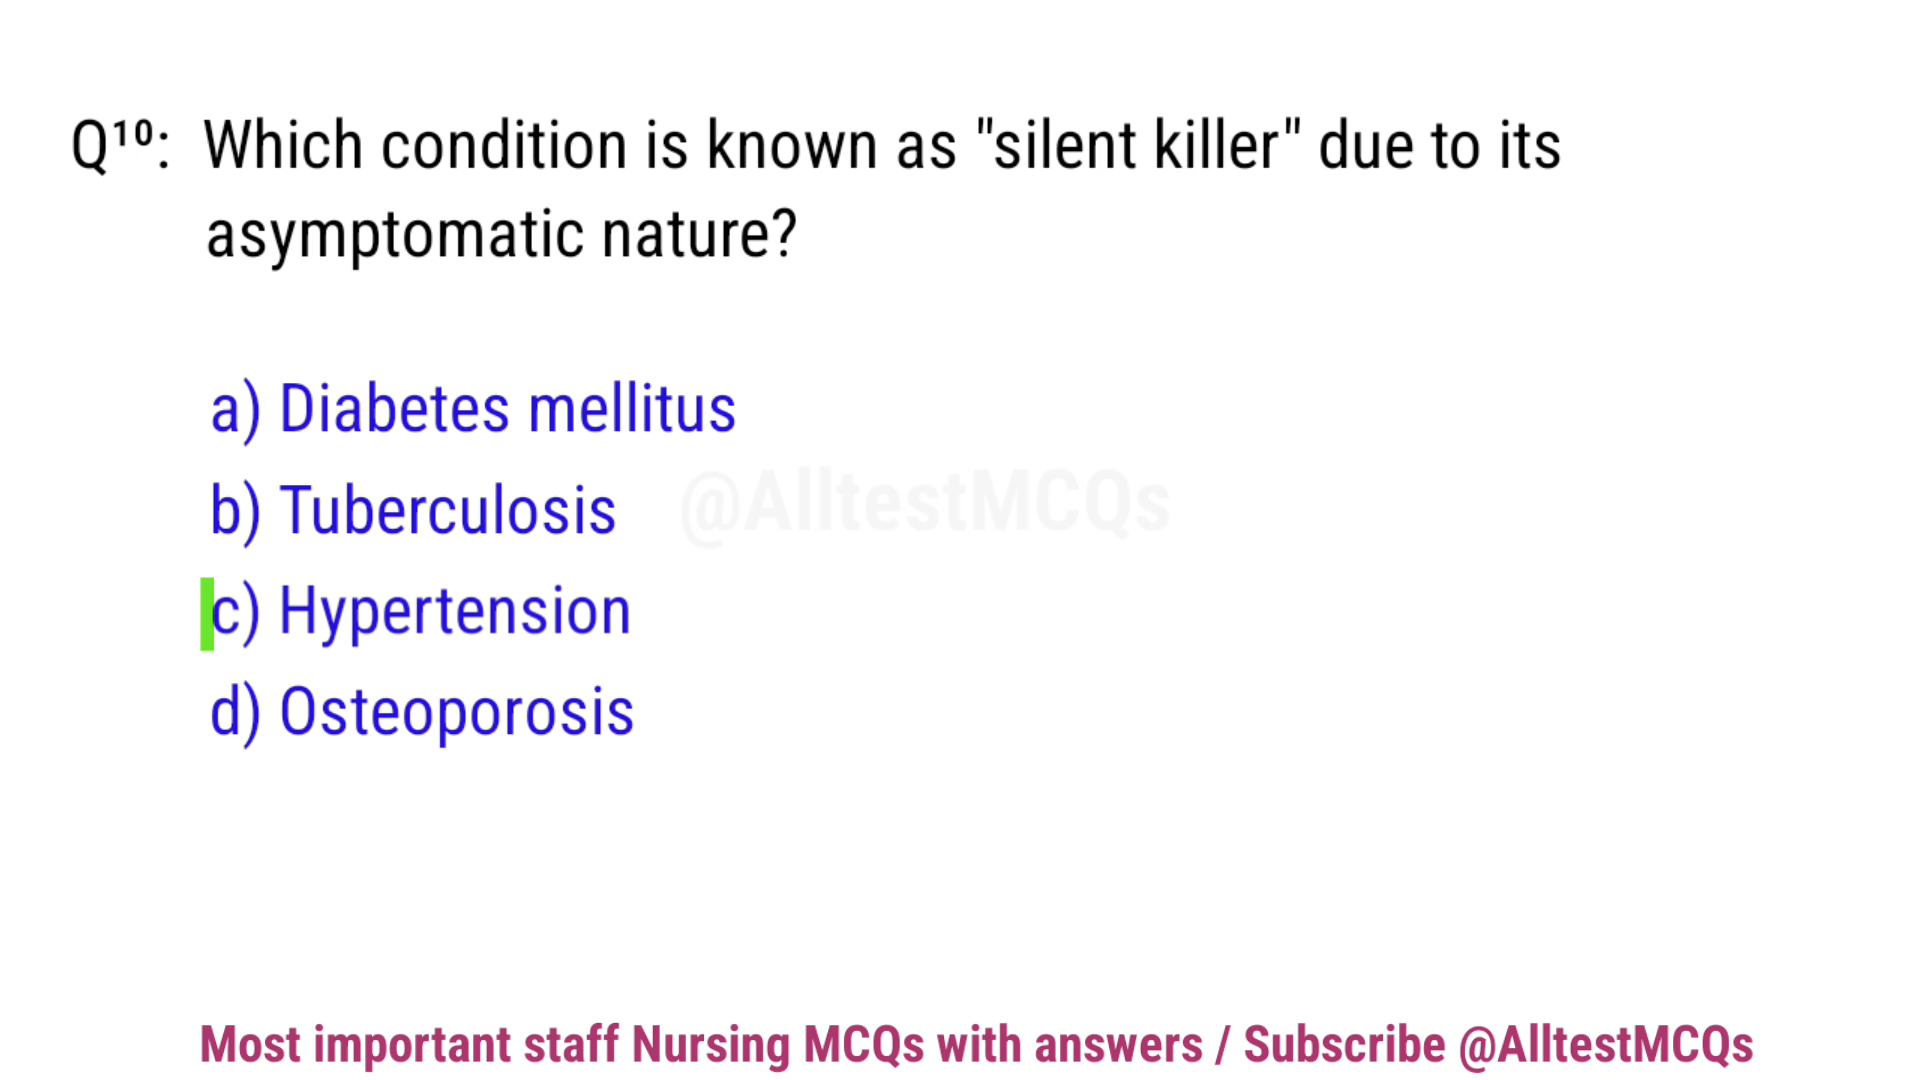 Q¹⁰: Which condition is known as "silent killer" due to its
asymptomatic nature?
a) Diabetes mellitus
@AlltestMCQs
b) Tuberculosis
c) Hypertension
d) Osteoporosis
Most important staff Nursing MCQs with answers / Subscribe @AlltestMCQs